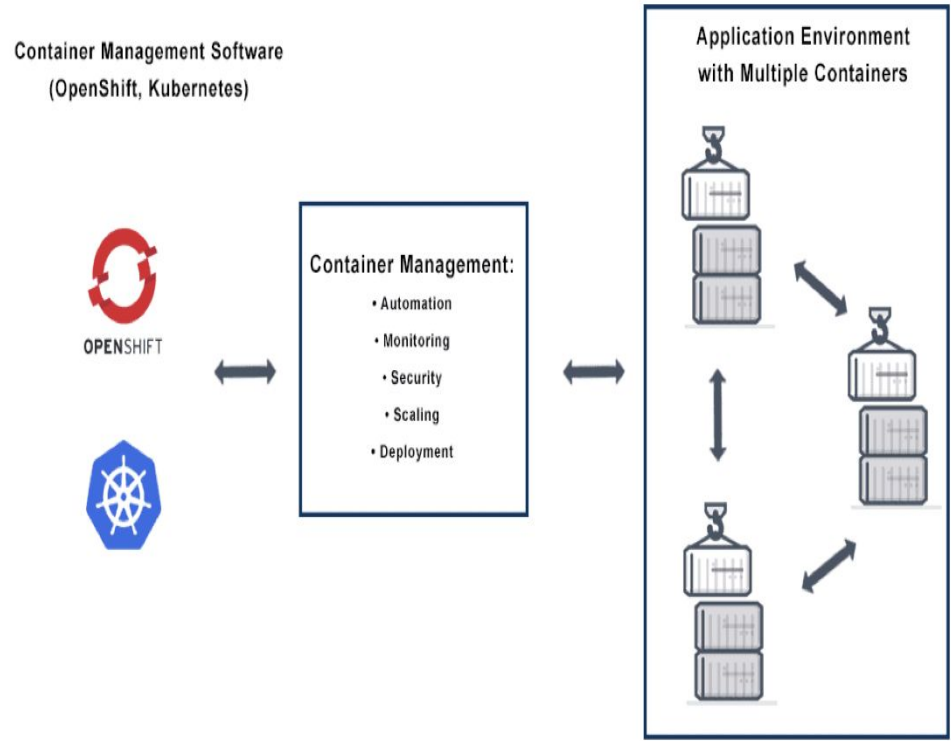 Container Management Software
(OpenShift, Kubernetes)
OPENSHIFT
Container Management:
• Automation
• Monitoring
• Security
• Scaling
• Deployment
Application Environment
with Multiple Containers